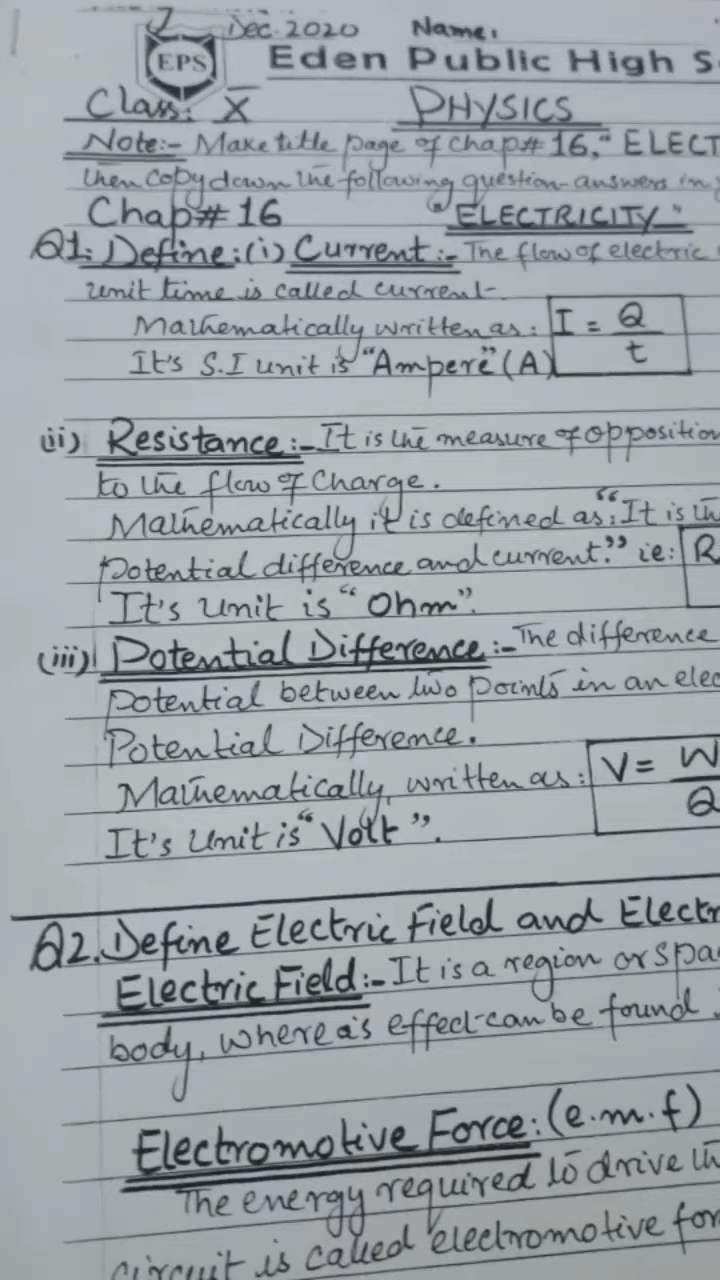 Dec. 2020 Name:
EPS Eden Public High S
Class: X PHYSICS
Note:- Make title page of chap# 16, "ELECT
then copy down the following question-answers in
Chap# 16 "ELECTRICITY"
Q1: Define: (i) Current:- The flow of electric
unit time is called current-
Mathematically written as: I = Q/t
It's S.I unit is "Ampere" (A)
(ii) Resistance:- It is the measure of opposition
to the flow of charge.
Mathematically it is defined as: "It is th
potential difference and current." ie: R
It's unit is "Ohm".
(iii) Potential Difference:- The difference
potential between two points in an elec
Potential Difference.
Mathematically, written as: V = W/Q
It's Unit is "Volt".
Q2. Define Electric Field and Electr
Electric Field:- It is a region or spa
body, where as effect can be found
Electromotive Force: (e.m.f)
The energy required to drive th
circuit is called electromotive for